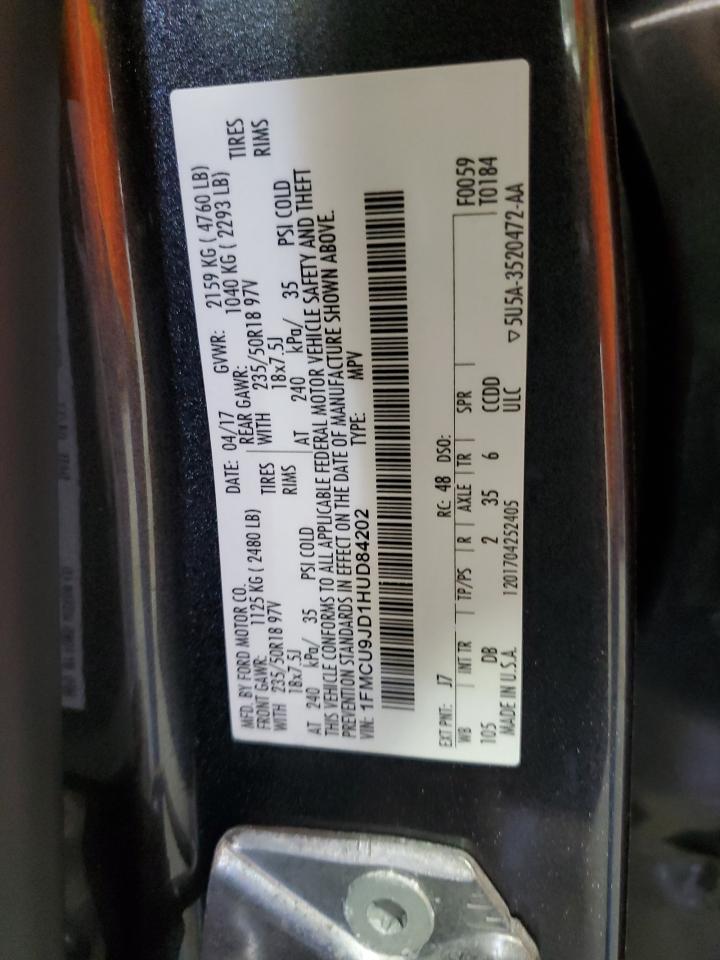 MFD. BY FORD MOTOR CO.
DATE: 04/17 GVWR: 2159 KG ( 4760 LB)
FRONT GAWR: 1125 KG ( 2480 LB) REAR GAWR: 1040 KG ( 2293 LB)
WITH 235/50R18 97V TIRES WITH 235/50R18 97V TIRES
18x7.5J RIMS 18x7.5J RIMS
AT 240 kPa/ 35 PSI COLD AT 240 kPa/ 35 PSI COLD
THIS VEHICLE CONFORMS TO ALL APPLICABLE FEDERAL MOTOR VEHICLE SAFETY AND THEFT
PREVENTION STANDARDS IN EFFECT ON THE DATE OF MANUFACTURE SHOWN ABOVE.
VIN: 1FMCU9JD1HUD84202 TYPE: MPV
EXT PNT: J7 RC: 48 DSO: F0059
WB INT TR TP/PS R AXLE TR SPR T0184
105 DB 2 35 6 CCDD
MADE IN U.S.A. 1201704252405 ULC ▽5U5A-3520472-AA